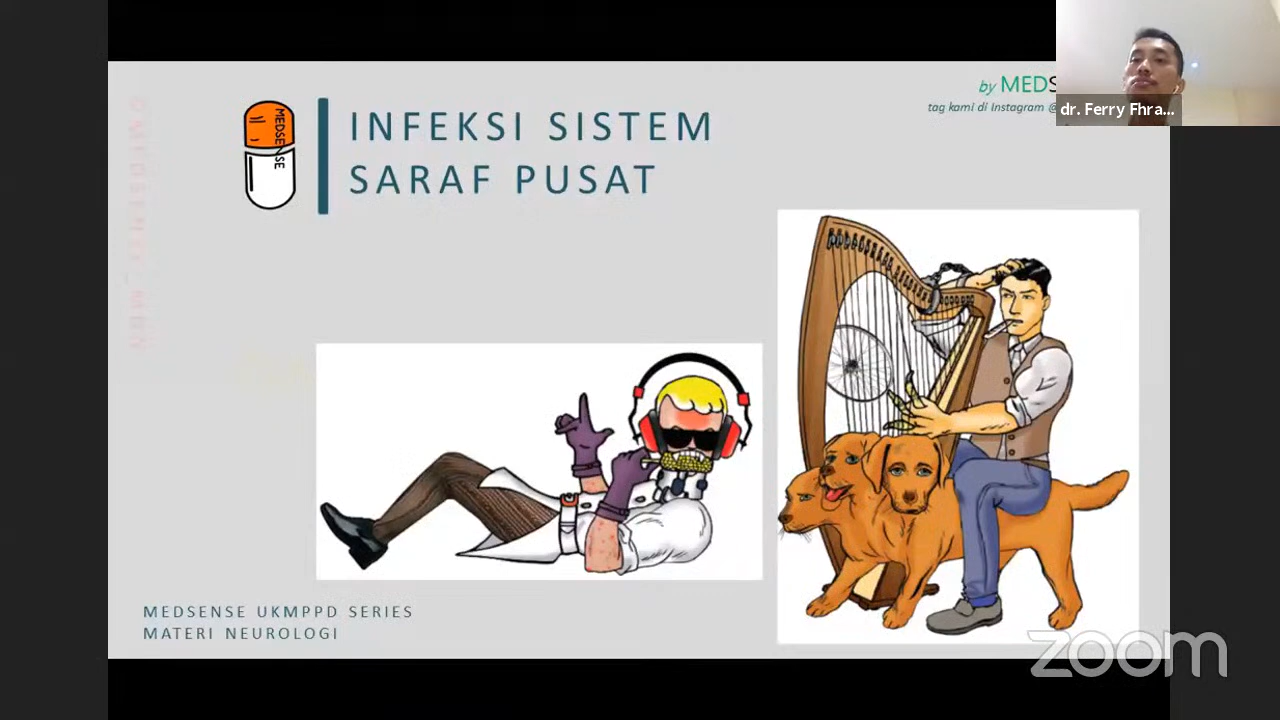 by MEDS
tag kami di Instagram @
dr. Ferry Fhra...
MEDSENSE
INFEKSI SISTEM
SARAF PUSAT
MEDSENSE UKMPPD SERIES
MATERI NEUROLOGI
zoom